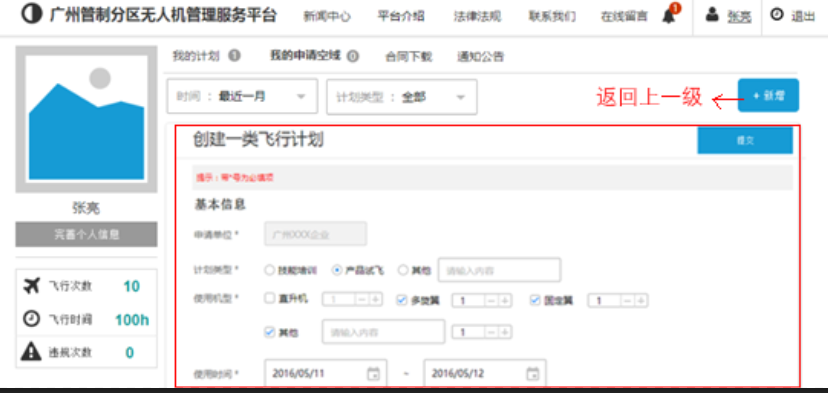 广州管制分区无人机管理服务平台 新闻中心 平台介绍 法律法规 联系我们 在线留言 1 张亮 退出
我的计划 1 我的申请空域 0 合同下载 通知公告
时间 : 最近一月 计划类型 : 全部 返回上一级 + 新增
创建一类飞行计划 提交
提示：带*号为必填项
基本信息
张亮
完善个人信息
飞行次数 10
飞行时间 100h
违规次数 0
申请单位 * 广州XXX企业
计划类型 * 技能培训 产品试飞 其他 请输入内容
使用机型 * 直升机 1 - + 多旋翼 1 - + 固定翼 1 - +
其他 请输入内容 1 - +
使用时间 * 2016/05/11 ~ 2016/05/12